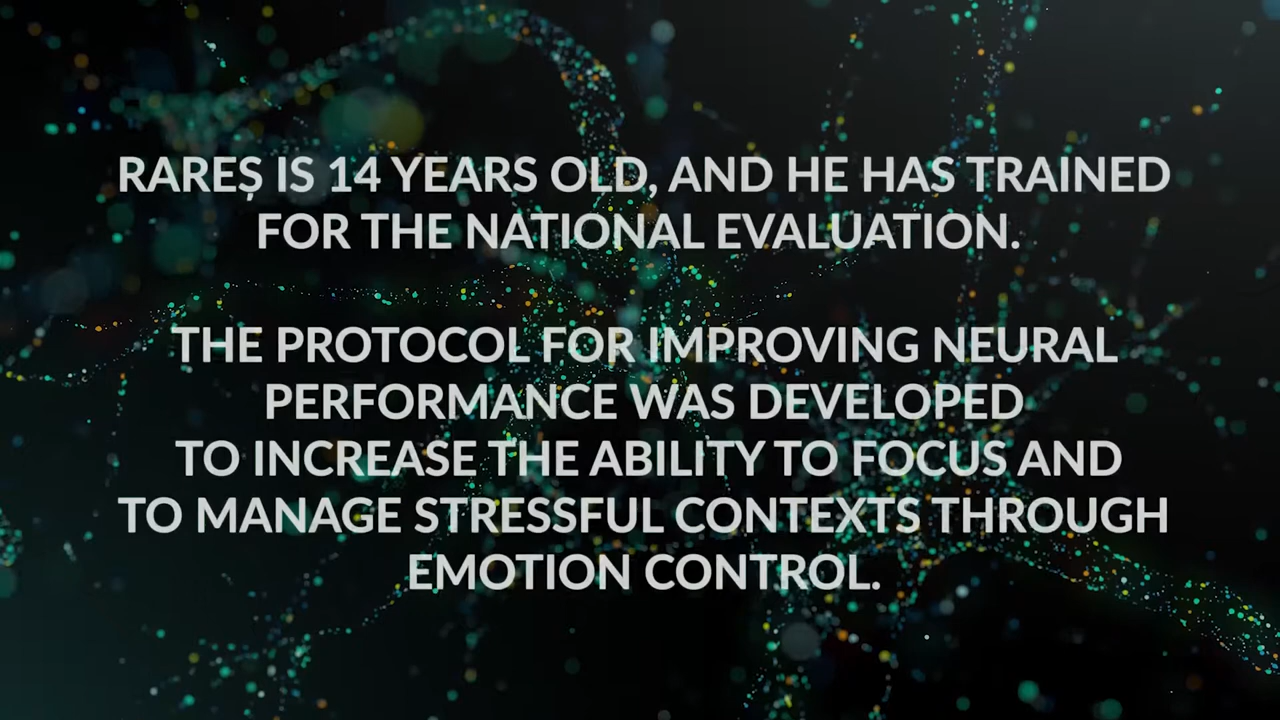 RAREȘ IS 14 YEARS OLD, AND HE HAS TRAINED
FOR THE NATIONAL EVALUATION.
THE PROTOCOL FOR IMPROVING NEURAL
PERFORMANCE WAS DEVELOPED
TO INCREASE THE ABILITY TO FOCUS AND
TO MANAGE STRESSFUL CONTEXTS THROUGH
EMOTION CONTROL.